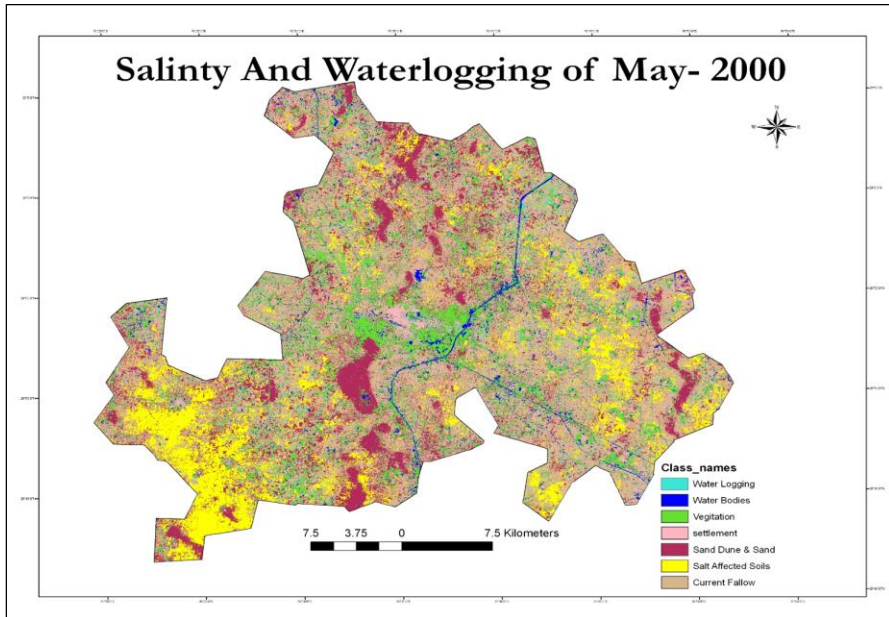 Salinty And Waterlogging of May- 2000
N
W
E
S
Class_names
Water Logging
Water Bodies
Vegitation
settlement
Sand Dune & Sand
Salt Affected Soils
Current Fallow
7.5 3.75 0 7.5 Kilometers